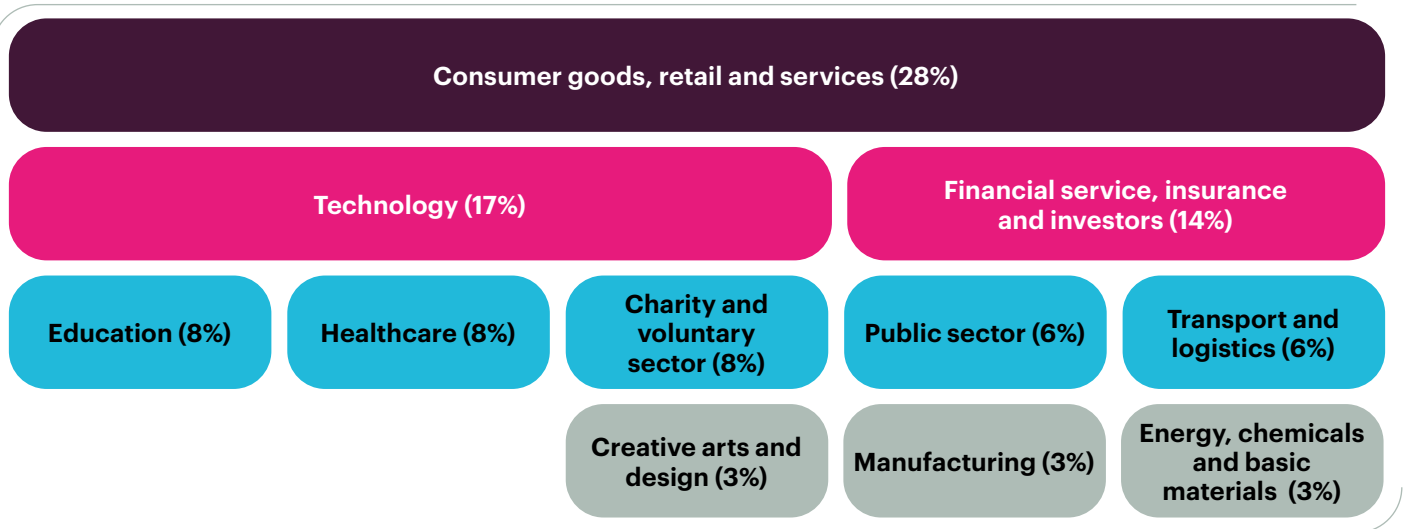 Consumer goods, retail and services (28%)
Technology (17%)
Financial service, insurance
and investors (14%)
Education (8%)
Healthcare (8%)
Charity and
voluntary
sector (8%)
Public sector (6%)
Transport and
logistics (6%)
Creative arts and
design (3%)
Manufacturing (3%)
Energy, chemicals
and basic
materials (3%)